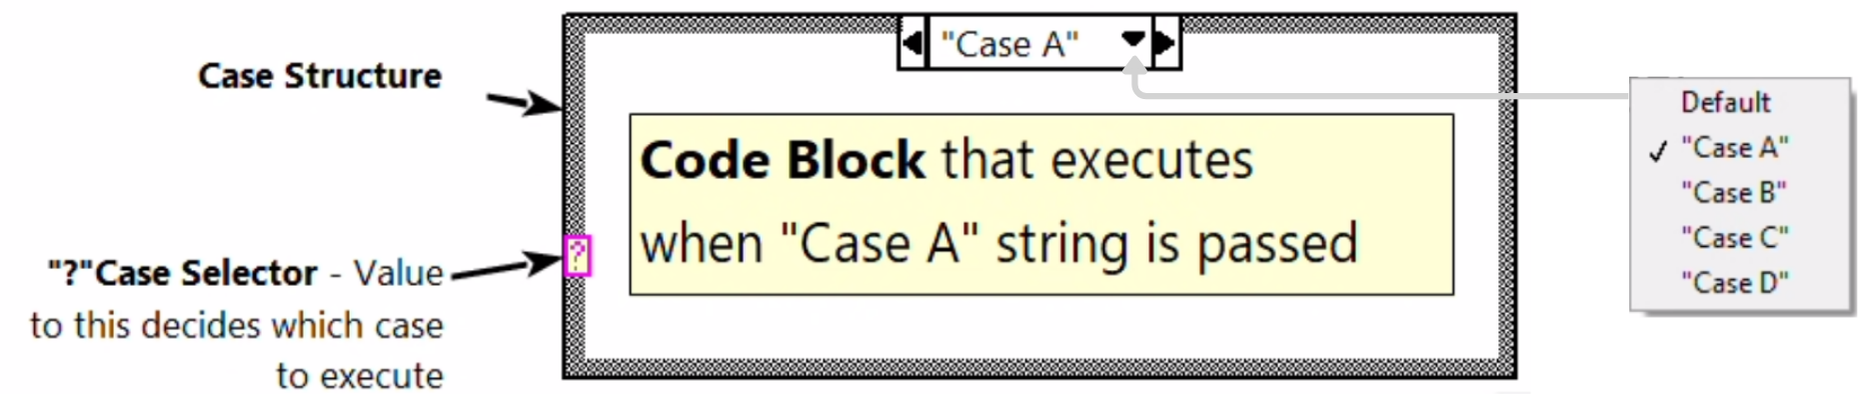 Case Structure
"?"Case Selector - Value
to this decides which case
to execute
"Case A"
?
Code Block that executes
when "Case A" string is passed
Default
✓ "Case A"
"Case B"
"Case C"
"Case D"